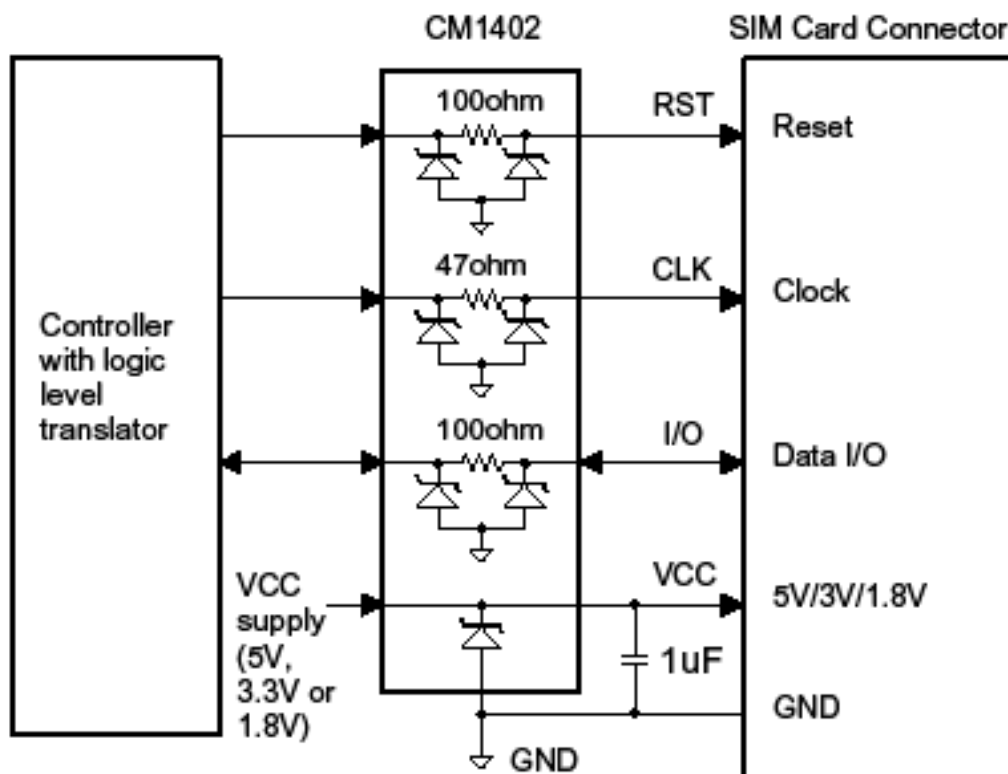 CM1402
SIM Card Connector
100ohm
RST
Reset
47ohm
CLK
Clock
Controller
with logic
level
translator
100ohm
I/O
Data I/O
VCC
supply
(5V,
3.3V or
1.8V)
VCC
5V/3V/1.8V
1uF
GND
GND